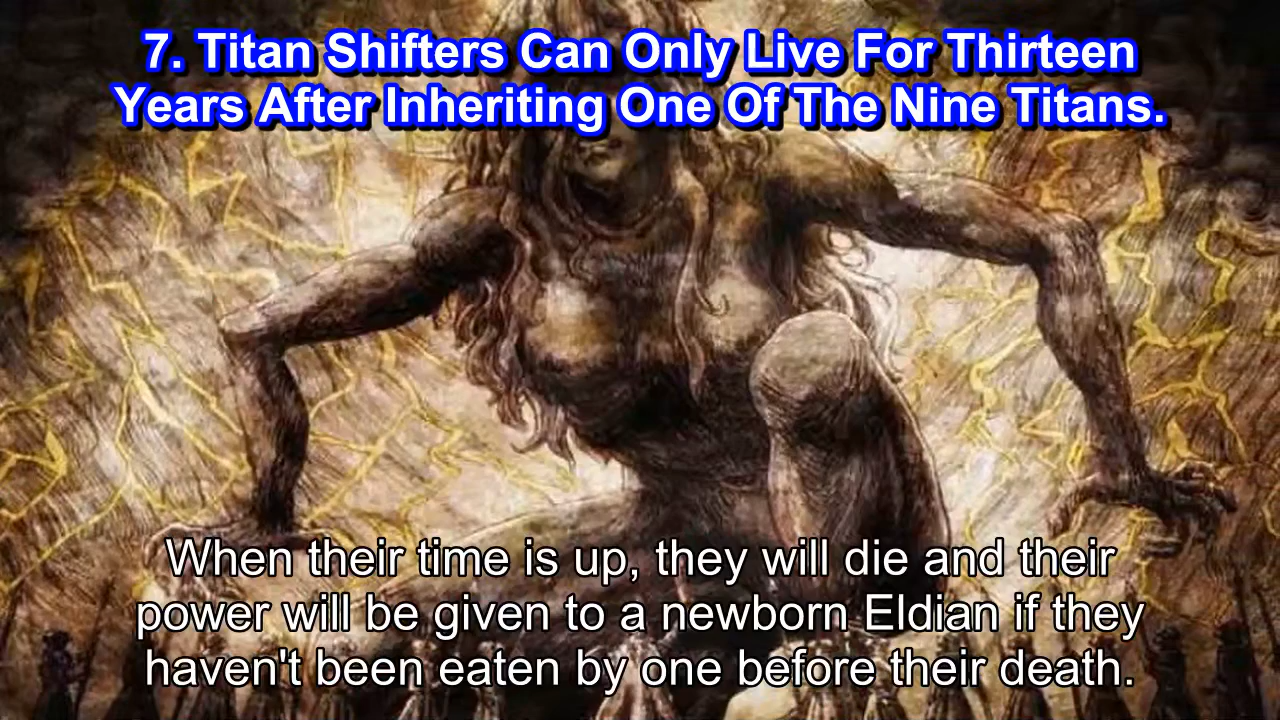 7. Titan Shifters Can Only Live For Thirteen
Years After Inheriting One Of The Nine Titans.
When their time is up, they will die and their
power will be given to a newborn Eldian if they
haven't been eaten by one before their death.